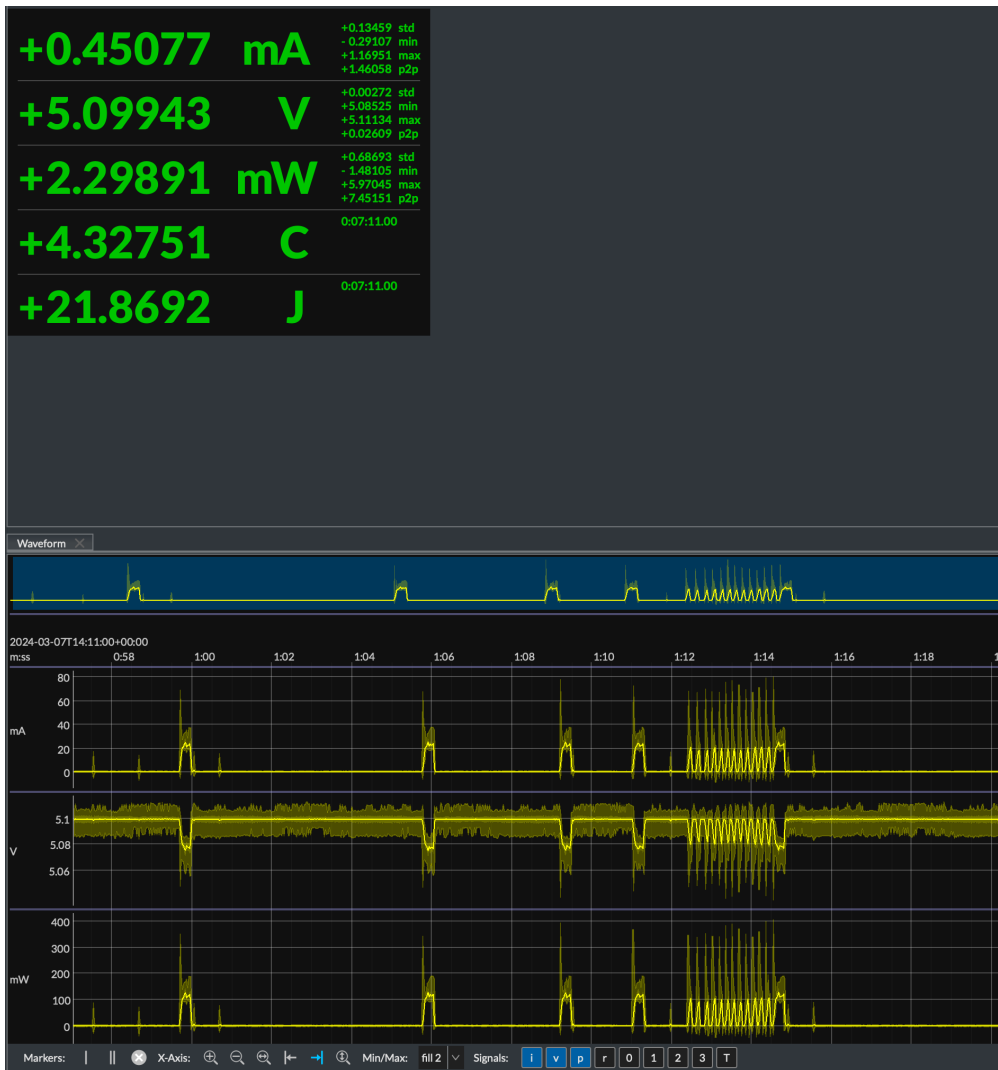 +0.45077 mA +0.13459 std
- 0.29107 min
+1.16951 max
+1.46058 p2p
+5.09943 V +0.00272 std
+5.08525 min
+5.11134 max
+0.02609 p2p
+2.29891 mW +0.68693 std
- 1.48105 min
+5.97045 max
+7.45151 p2p
+4.32751 C 0:07:11.00
+21.8692 J 0:07:11.00
Waveform
2024-03-07T14:11:00+00:00
m:ss 0:58 1:00 1:02 1:04 1:06 1:08 1:10 1:12 1:14 1:16 1:18 1
80
60
mA 40
20
0
5.1
V 5.08
5.06
400
300
mW 200
100
0
Markers: X-Axis: Min/Max: fill 2 Signals: i v p r 0 1 2 3 T